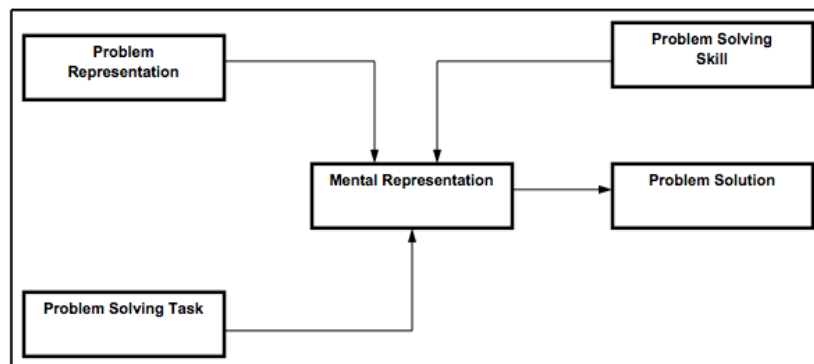 Problem
Representation
Problem Solving
Skill
Mental Representation
Problem Solution
Problem Solving Task